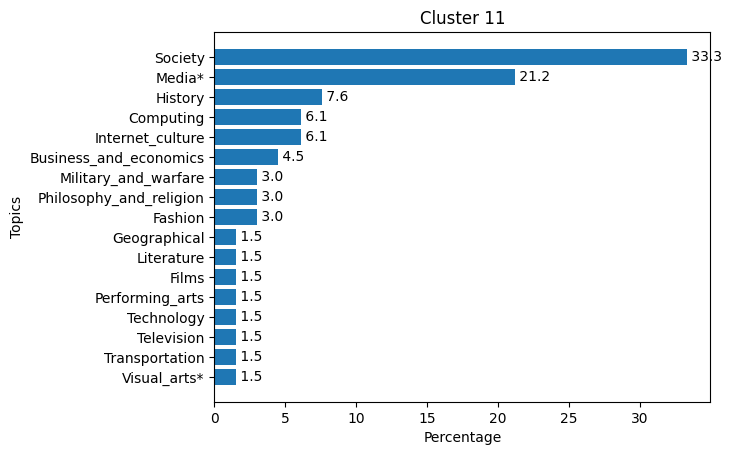 Cluster 11
Topics
Society 33.3
Media* 21.2
History 7.6
Computing 6.1
Internet_culture 6.1
Business_and_economics 4.5
Military_and_warfare 3.0
Philosophy_and_religion 3.0
Fashion 3.0
Geographical 1.5
Literature 1.5
Films 1.5
Performing_arts 1.5
Technology 1.5
Television 1.5
Transportation 1.5
Visual_arts* 1.5
0 5 10 15 20 25 30
Percentage